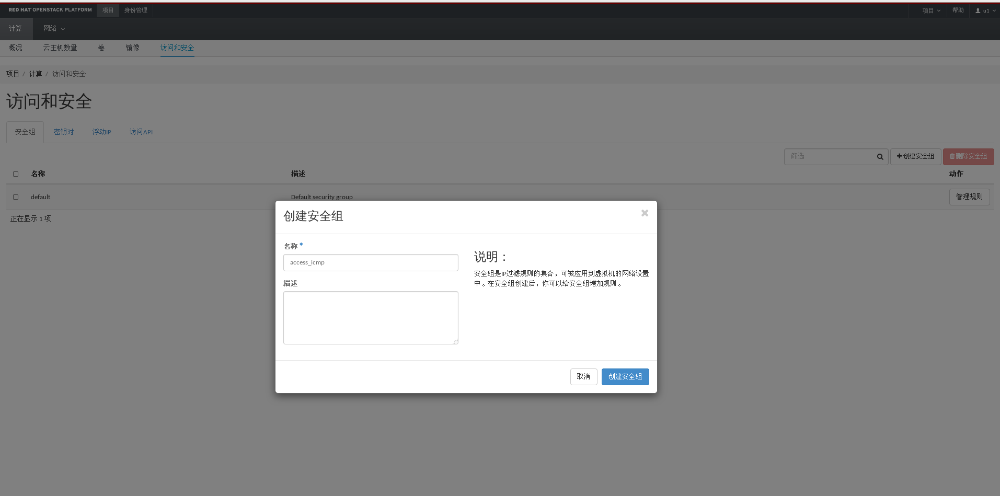 RED HAT OPENSTACK PLATFORM 项目 身份管理 项目 帮助 u1
计算 网络
概况 云主机数量 卷 镜像 访问和安全
项目 / 计算 / 访问和安全
访问和安全
安全组 密钥对 浮动IP 访问API
筛选 创建安全组 删除安全组
名称 描述 动作
default Default security group 管理规则
正在显示 1 项
创建安全组 ×
名称 *
access_icmp
描述
说明：
安全组是IP过滤规则的集合，可被应用到虚拟机的网络设置
中。在安全组创建后，你可以给安全组增加规则。
取消 创建安全组